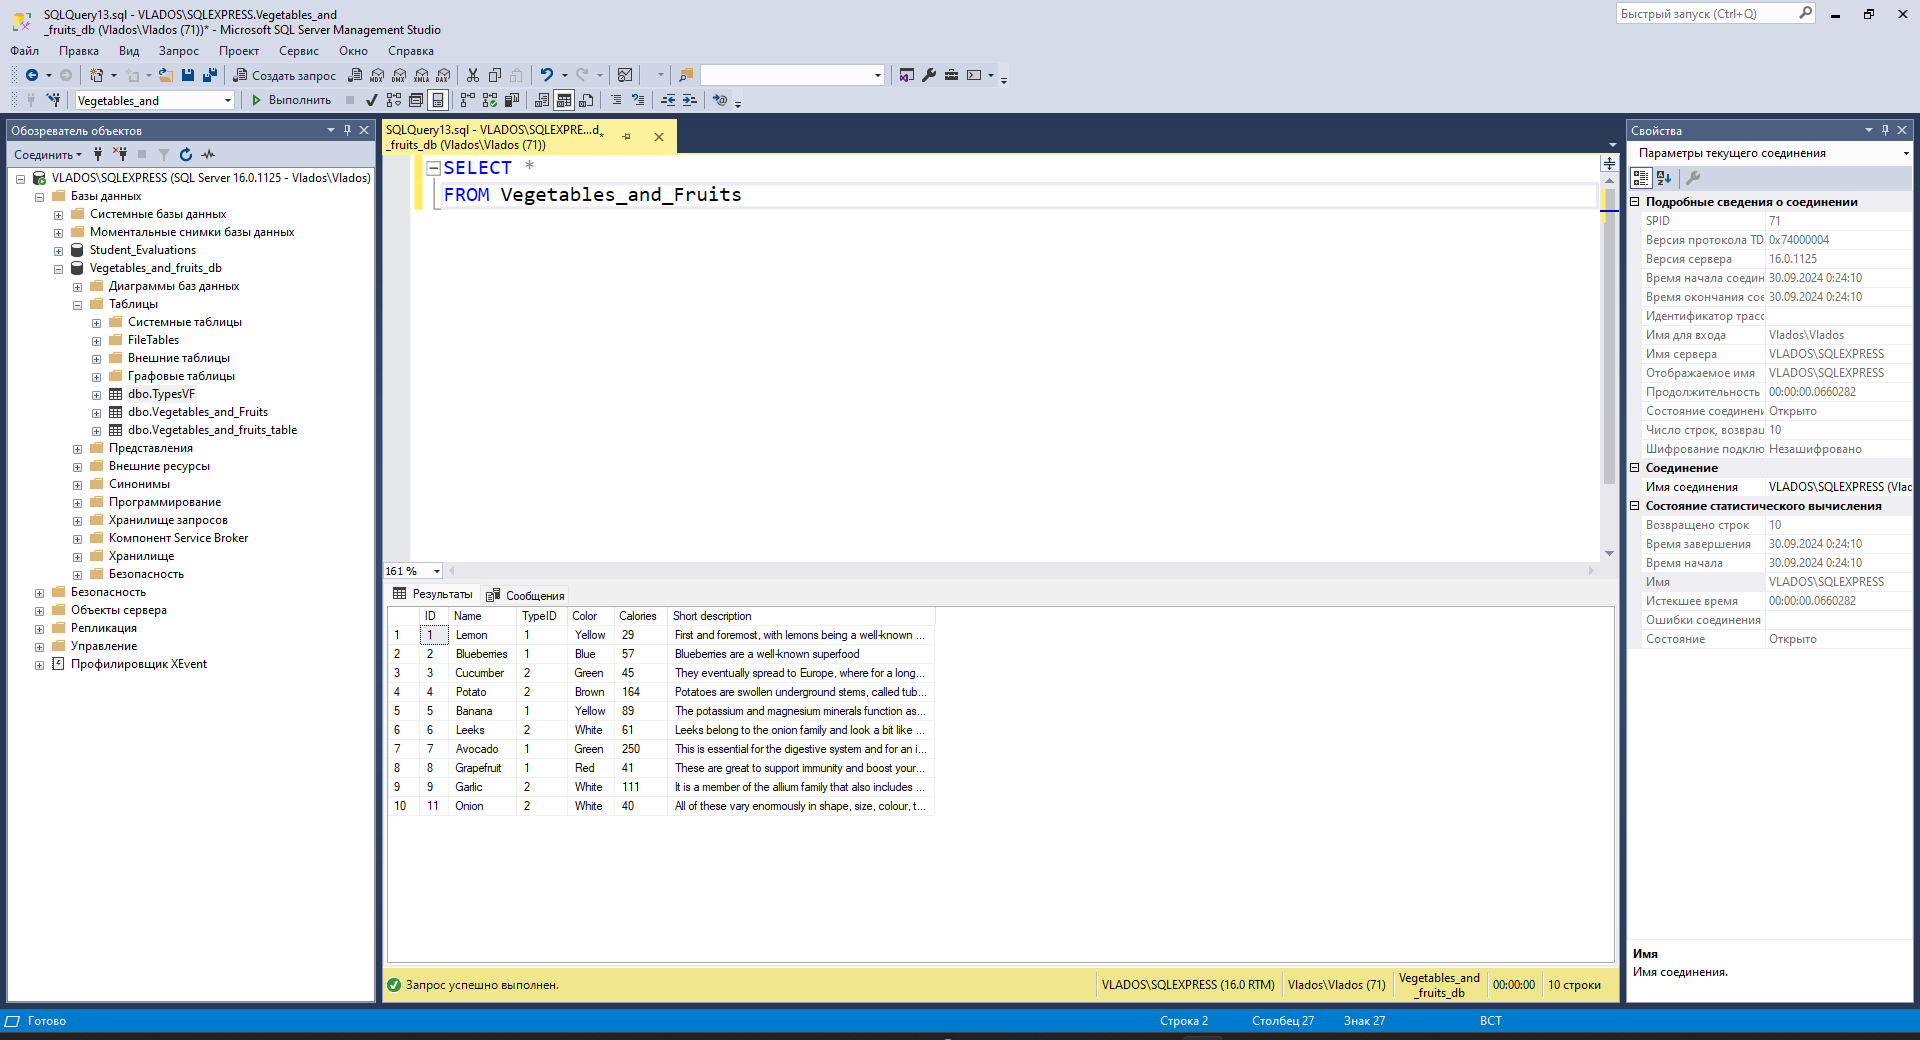 SQLQuery13.sql - VLADOS\SQLEXPRESS.Vegetables_and
_fruits_db (Vlados\Vlados (71))* - Microsoft SQL Server Management Studio
Быстрый запуск (Ctrl+Q)
Файл Правка Вид Запрос Проект Сервис Окно Справка
Создать запрос MDX DMX XMLA DAX
Vegetables_and Выполнить
Обозреватель объектов
Соединить
VLADOS\SQLEXPRESS (SQL Server 16.0.1125 - Vlados\Vlados)
Базы данных
Системные базы данных
Моментальные снимки базы данных
Student_Evaluations
Vegetables_and_fruits_db
Диаграммы баз данных
Таблицы
Системные таблицы
FileTables
Внешние таблицы
Графовые таблицы
dbo.TypesVF
dbo.Vegetables_and_Fruits
dbo.Vegetables_and_fruits_table
Представления
Внешние ресурсы
Синонимы
Программирование
Хранилище запросов
Компонент Service Broker
Хранилище
Безопасность
Безопасность
Объекты сервера
Репликация
Управление
Профилировщик XEvent
SQLQuery13.sql - VLADOS\SQLEXPRE...d*
_fruits_db (Vlados\Vlados (71))
SELECT *
FROM Vegetables_and_Fruits
161 %
Результаты Сообщения
ID Name TypeID Color Calories Short description
1 1 Lemon 1 Yellow 29 First and foremost, with lemons being a well-known ...
2 2 Blueberries 1 Blue 57 Blueberries are a well-known superfood
3 3 Cucumber 2 Green 45 They eventually spread to Europe, where for a long...
4 4 Potato 2 Brown 164 Potatoes are swollen underground stems, called tub...
5 5 Banana 1 Yellow 89 The potassium and magnesium minerals function as...
6 6 Leeks 2 White 61 Leeks belong to the onion family and look a bit like ...
7 7 Avocado 1 Green 250 This is essential for the digestive system and for an i...
8 8 Grapefruit 1 Red 41 These are great to support immunity and boost your...
9 9 Garlic 2 White 111 It is a member of the allium family that also includes ...
10 11 Onion 2 White 40 All of these vary enormously in shape, size, colour, t...
Запрос успешно выполнен.
VLADOS\SQLEXPRESS (16.0 RTM) Vlados\Vlados (71) Vegetables_and
_fruits_db 00:00:00 10 строки
Свойства
Параметры текущего соединения
Подробные сведения о соединении
SPID 71
Версия протокола TD 0x74000004
Версия сервера 16.0.1125
Время начала соедин 30.09.2024 0:24:10
Время окончания сое 30.09.2024 0:24:10
Идентификатор трасс
Имя для входа Vlados\Vlados
Имя сервера VLADOS\SQLEXPRESS
Отображаемое имя VLADOS\SQLEXPRESS
Продолжительность 00:00:00.0660282
Состояние соединени Открыто
Число строк, возвращ 10
Шифрование подклю Незашифровано
Соединение
Имя соединения VLADOS\SQLEXPRESS (Vlac
Состояние статистического вычисления
Возвращено строк 10
Время завершения 30.09.2024 0:24:10
Время начала 30.09.2024 0:24:10
Имя VLADOS\SQLEXPRESS
Истекшее время 00:00:00.0660282
Ошибки соединения
Состояние Открыто
Имя
Имя соединения.
Готово Строка 2 Столбец 27 Знак 27 ВСТ